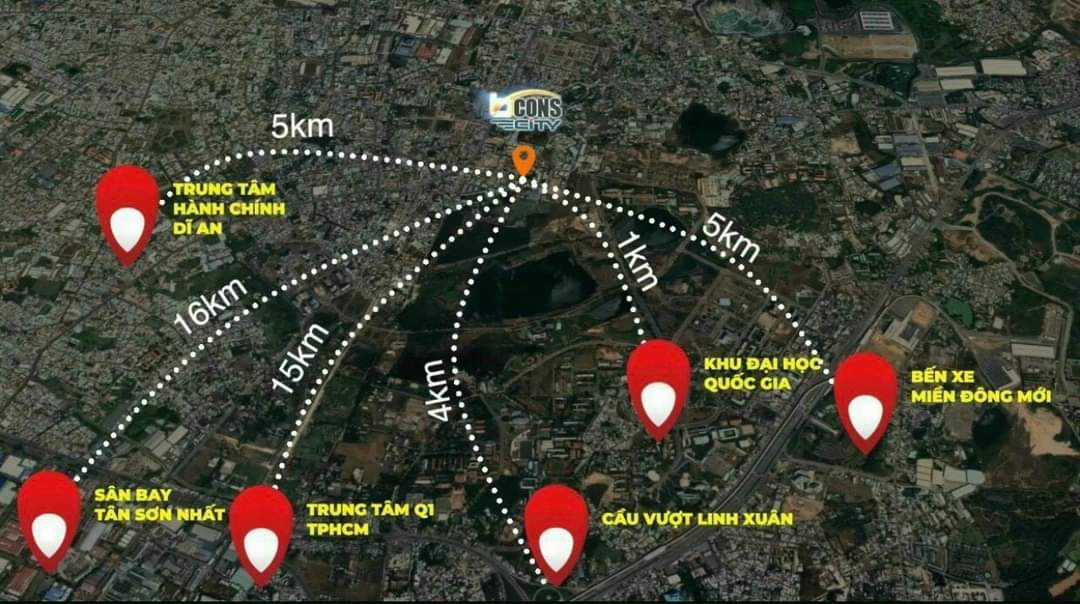 BCONS
CITY
5km
TRUNG TÂM
HÀNH CHÍNH
DĨ AN
16km
15km
4km
1km
5km
KHU ĐẠI HỌC
QUỐC GIA
BẾN XE
MIỀN ĐÔNG MỚI
SÂN BAY
TÂN SƠN NHẤT
TRUNG TÂM Q1
TPHCM
CẦU VƯỢT LINH XUÂN